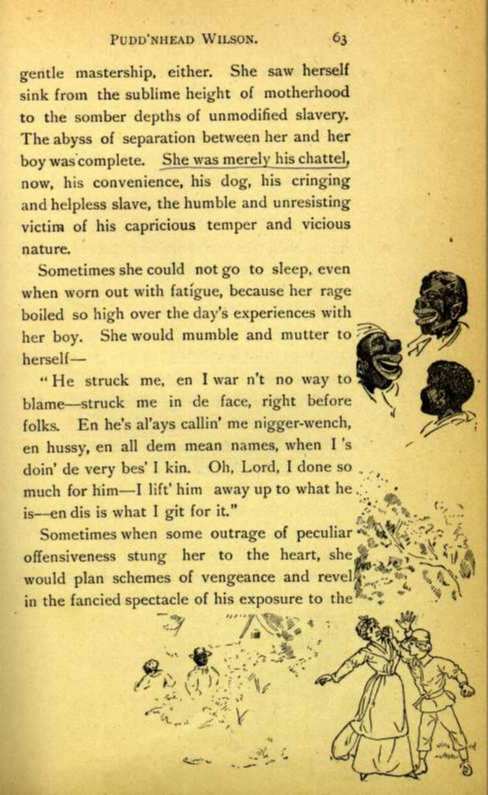 PUDD'NHEAD WILSON. 63
gentle mastership, either. She saw herself
sink from the sublime height of motherhood
to the somber depths of unmodified slavery.
The abyss of separation between her and her
boy was complete. She was merely his chattel,
now, his convenience, his dog, his cringing
and helpless slave, the humble and unresisting
victim of his capricious temper and vicious
nature.
Sometimes she could not go to sleep, even
when worn out with fatigue, because her rage
boiled so high over the day's experiences with
her boy. She would mumble and mutter to
herself—
"He struck me, en I war n't no way to
blame—struck me in de face, right before
folks. En he's al'ays callin' me nigger-wench,
en hussy, en all dem mean names, when I 's
doin' de very bes' I kin. Oh, Lord, I done so
much for him—I lift' him away up to what he
is—en dis is what I git for it."
Sometimes when some outrage of peculiar
offensiveness stung her to the heart, she
would plan schemes of vengeance and revel
in the fancied spectacle of his exposure to the